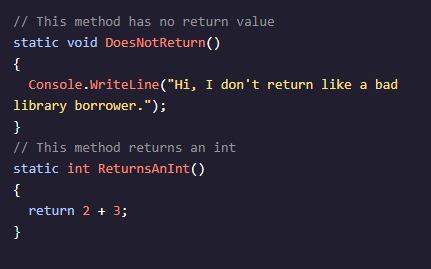 // This method has no return value
static void DoesNotReturn()
{
  Console.WriteLine("Hi, I don't return like a bad
library borrower.");
}
// This method returns an int
static int ReturnsAnInt()
{
  return 2 + 3;
}